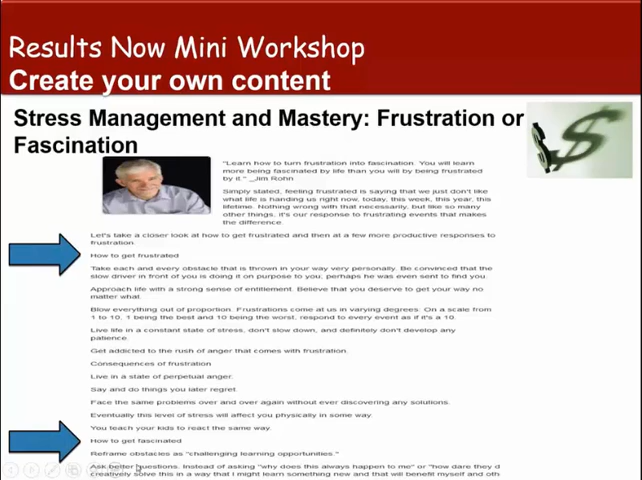 Results Now Mini Workshop
Create your own content
Stress Management and Mastery: Frustration or
Fascination
"Learn how to turn frustration into fascination. You will learn
more being fascinated by life than you will by being frustrated
by it." _Jim Rohn
Simply stated, feeling frustrated is saying that we just don't like
what life is handing us right now, today, this week, this year, this
lifetime. Nothing wrong with that necessarily, but like so many
other things, it's our response to frustrating events that makes
the difference.
Let's take a closer look at how to get frustrated and then at a few more productive responses to
frustration.
How to get frustrated
Take each and every obstacle that is thrown in your way very personally. Be convinced that the
slow driver in front of you is doing it on purpose to you; perhaps he was even sent to find you.
Approach life with a strong sense of entitlement. Believe that you deserve to get your way no
matter what.
Blow everything out of proportion. Frustrations come at us in varying degrees. On a scale from
1 to 10, 1 being the best and 10 being the worst, respond to every event as if it's a 10.
Live life in a constant state of stress, don't slow down, and definitely don't develop any
patience.
Get addicted to the rush of anger that comes with frustration.
Consequences of frustration
Live in a state of perpetual anger.
Say and do things you later regret.
Face the same problems over and over again without ever discovering any solutions.
Eventually this level of stress will affect you physically in some way.
You teach your kids to react the same way.
How to get fascinated
Reframe obstacles as "challenging learning opportunities."
Ask better questions. Instead of asking "why does this always happen to me" or "how dare they d
creatively solve this in a way that I might learn something new and that will benefit myself and oth